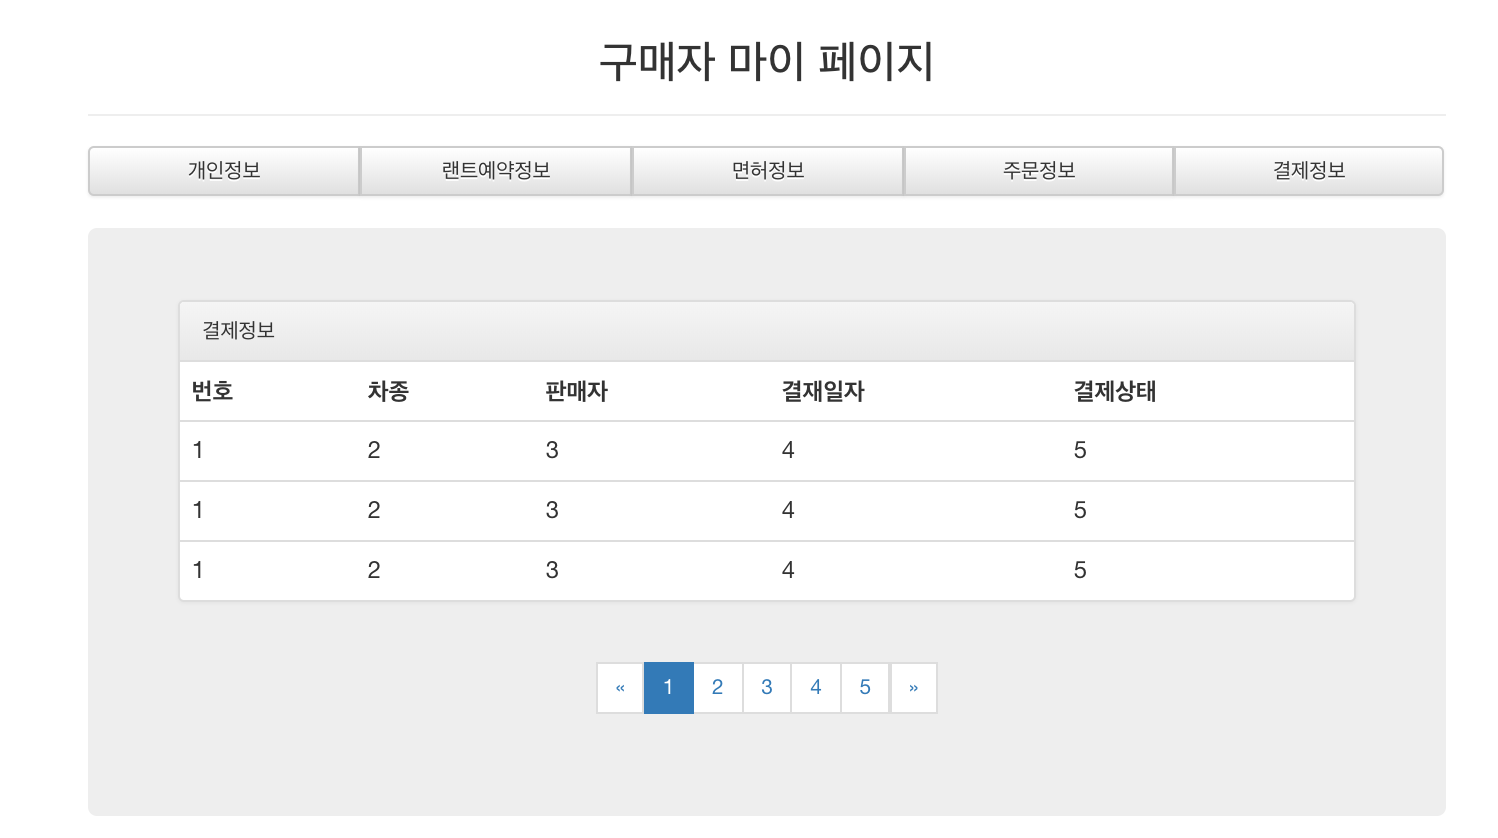 구매자 마이 페이지
개인정보 랜트예약정보 면허정보 주문정보 결제정보
결제정보
번호 차종 판매자 결재일자 결제상태
1 2 3 4 5
1 2 3 4 5
1 2 3 4 5
« 1 2 3 4 5 »